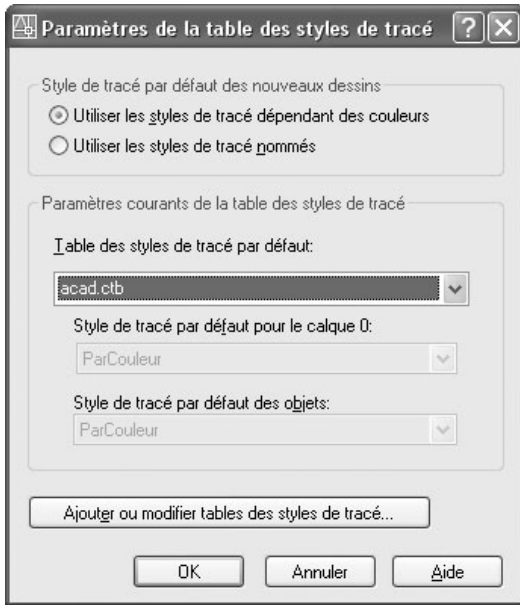 Paramètres de la table des styles de tracé
Style de tracé par défaut des nouveaux dessins
Utiliser les styles de tracé dépendant des couleurs
Utiliser les styles de tracé nommés
Paramètres courants de la table des styles de tracé
Table des styles de tracé par défaut:
acad.ctb
Style de tracé par défaut pour le calque 0:
ParCouleur
Style de tracé par défaut des objets:
ParCouleur
Ajouter ou modifier tables des styles de tracé...
OK Annuler Aide